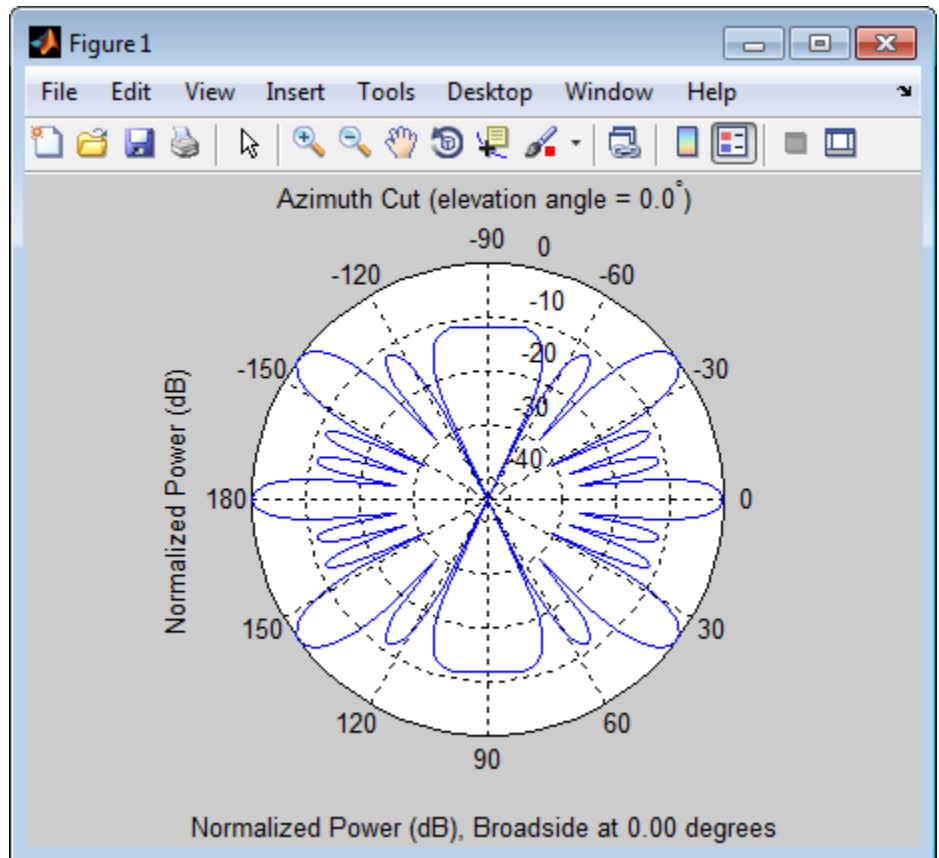 Figure 1
File Edit View Insert Tools Desktop Window Help
Azimuth Cut (elevation angle = 0.0°)
-90 0
-120 -60
-10
-150 -20 -30
-30
-40
Normalized Power (dB)
180 0
150 30
120 60
90
Normalized Power (dB), Broadside at 0.00 degrees